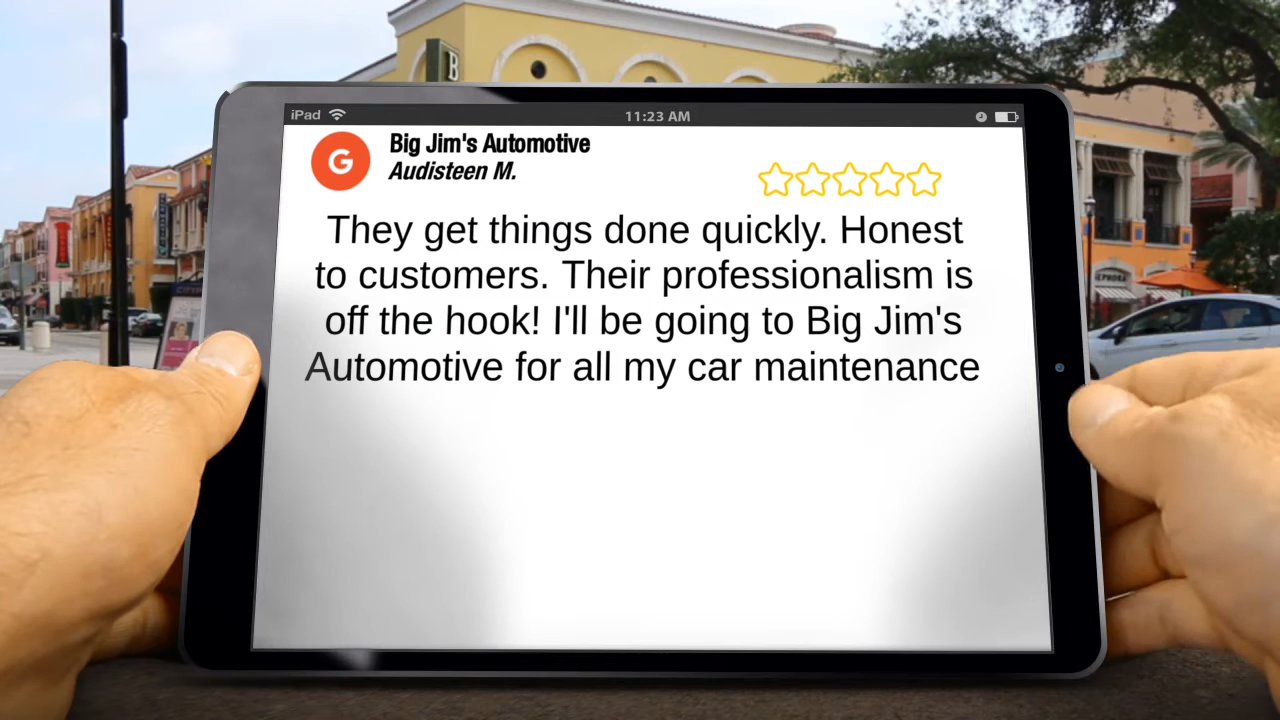 B
iPad
11:23 AM
G
Big Jim's Automotive
Audisteen M.
They get things done quickly. Honest
to customers. Their professionalism is
off the hook! I'll be going to Big Jim's
Automotive for all my car maintenance
SEPHORA